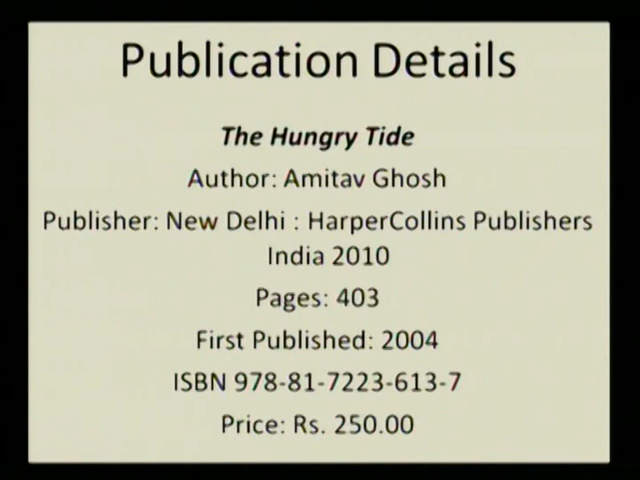 Publication Details
The Hungry Tide
Author: Amitav Ghosh
Publisher: New Delhi : HarperCollins Publishers
India 2010
Pages: 403
First Published: 2004
ISBN 978-81-7223-613-7
Price: Rs. 250.00